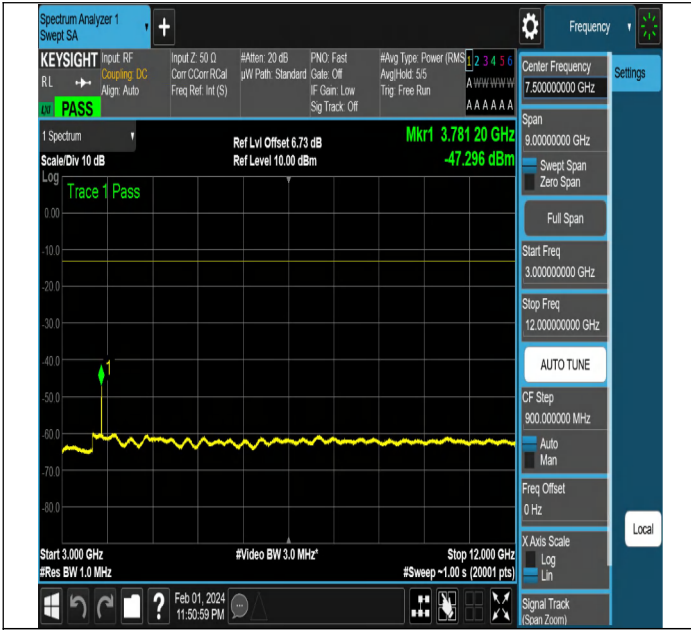 Spectrum Analyzer 1
Swept SA
+
Frequency
KEYSIGHT
RL
LXI PASS
Input: RF
Coupling: DC
Align: Auto
Input Z: 50 Ω
Corr CCorr RCal
Freq Ref: Int (S)
#Atten: 20 dB
µW Path: Standard
PNO: Fast
Gate: Off
IF Gain: Low
Sig Track: Off
#Avg Type: Power (RMS
Avg|Hold: 5/5
Trig: Free Run
1 2 3 4 5 6
A W W W W W
A A A A A A
1 Spectrum
Scale/Div 10 dB
Ref Lvl Offset 6.73 dB
Ref Level 10.00 dBm
Mkr1 3.781 20 GHz
-47.296 dBm
Log
Trace 1 Pass
0.00
-10.0
-20.0
-30.0
-40.0
-50.0
-60.0
-70.0
-80.0
1
Start 3.000 GHz
#Res BW 1.0 MHz
#Video BW 3.0 MHz*
Stop 12.000 GHz
#Sweep ~1.00 s (20001 pts)
Feb 01, 2024
11:50:59 PM
Center Frequency
7.500000000 GHz
Settings
Span
9.00000000 GHz
Swept Span
Zero Span
Full Span
Start Freq
3.000000000 GHz
Stop Freq
12.000000000 GHz
AUTO TUNE
CF Step
900.000000 MHz
Auto
Man
Freq Offset
0 Hz
X Axis Scale
Log
Lin
Local
Signal Track
(Span Zoom)